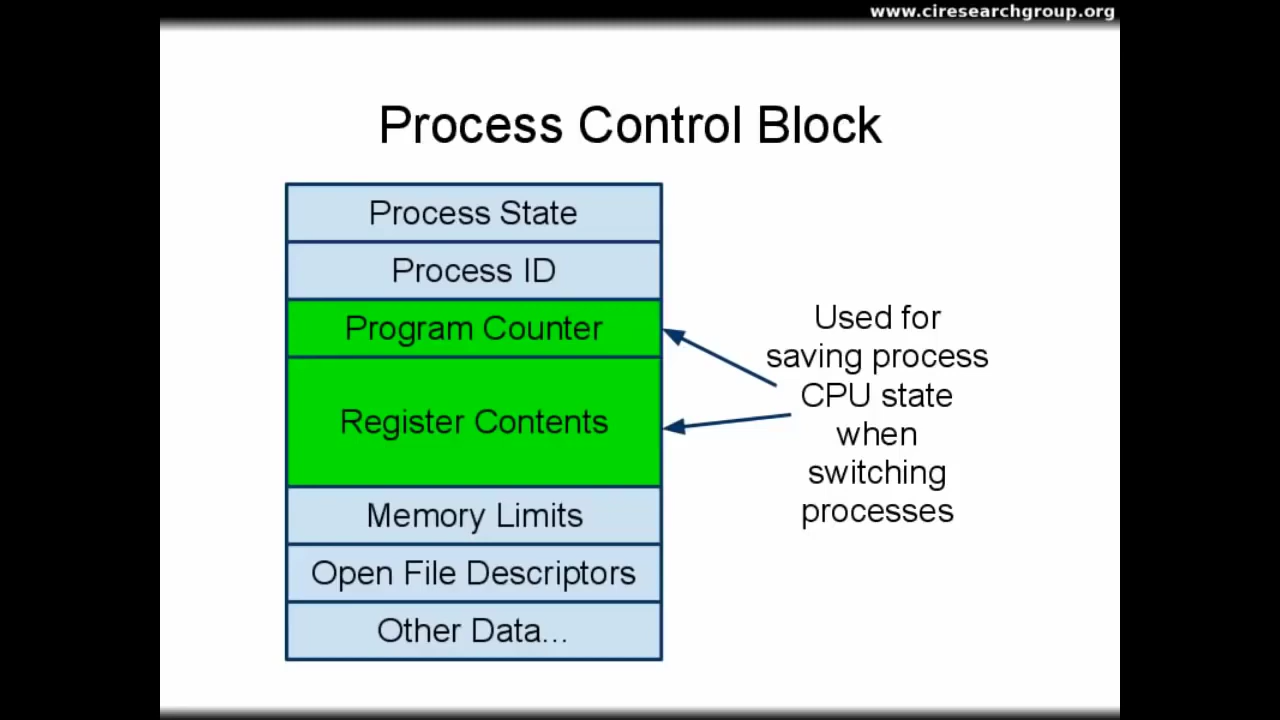 www.ciresearchgroup.org
Process Control Block
Process State
Process ID
Program Counter
Register Contents
Memory Limits
Open File Descriptors
Other Data...
Used for
saving process
CPU state
when
switching
processes